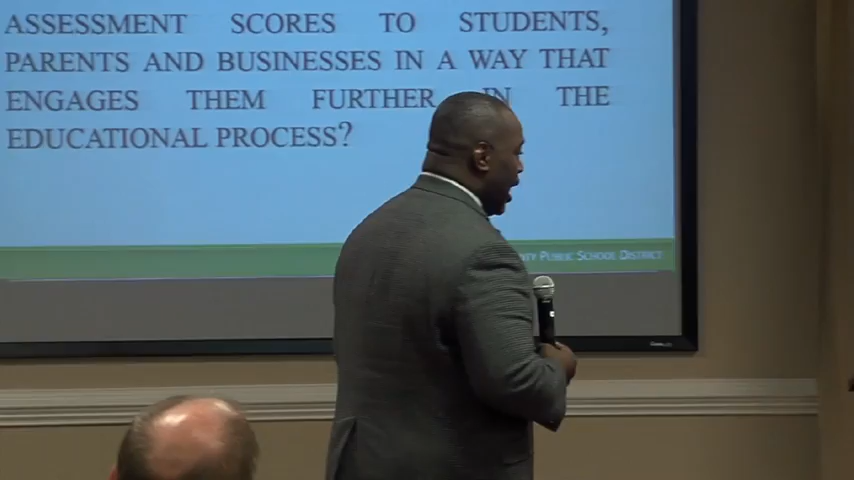 ASSESSMENT SCORES TO STUDENTS,
PARENTS AND BUSINESSES IN A WAY THAT
ENGAGES THEM FURTHER IN THE
EDUCATIONAL PROCESS?
PUBLIC SCHOOL DISTRICT